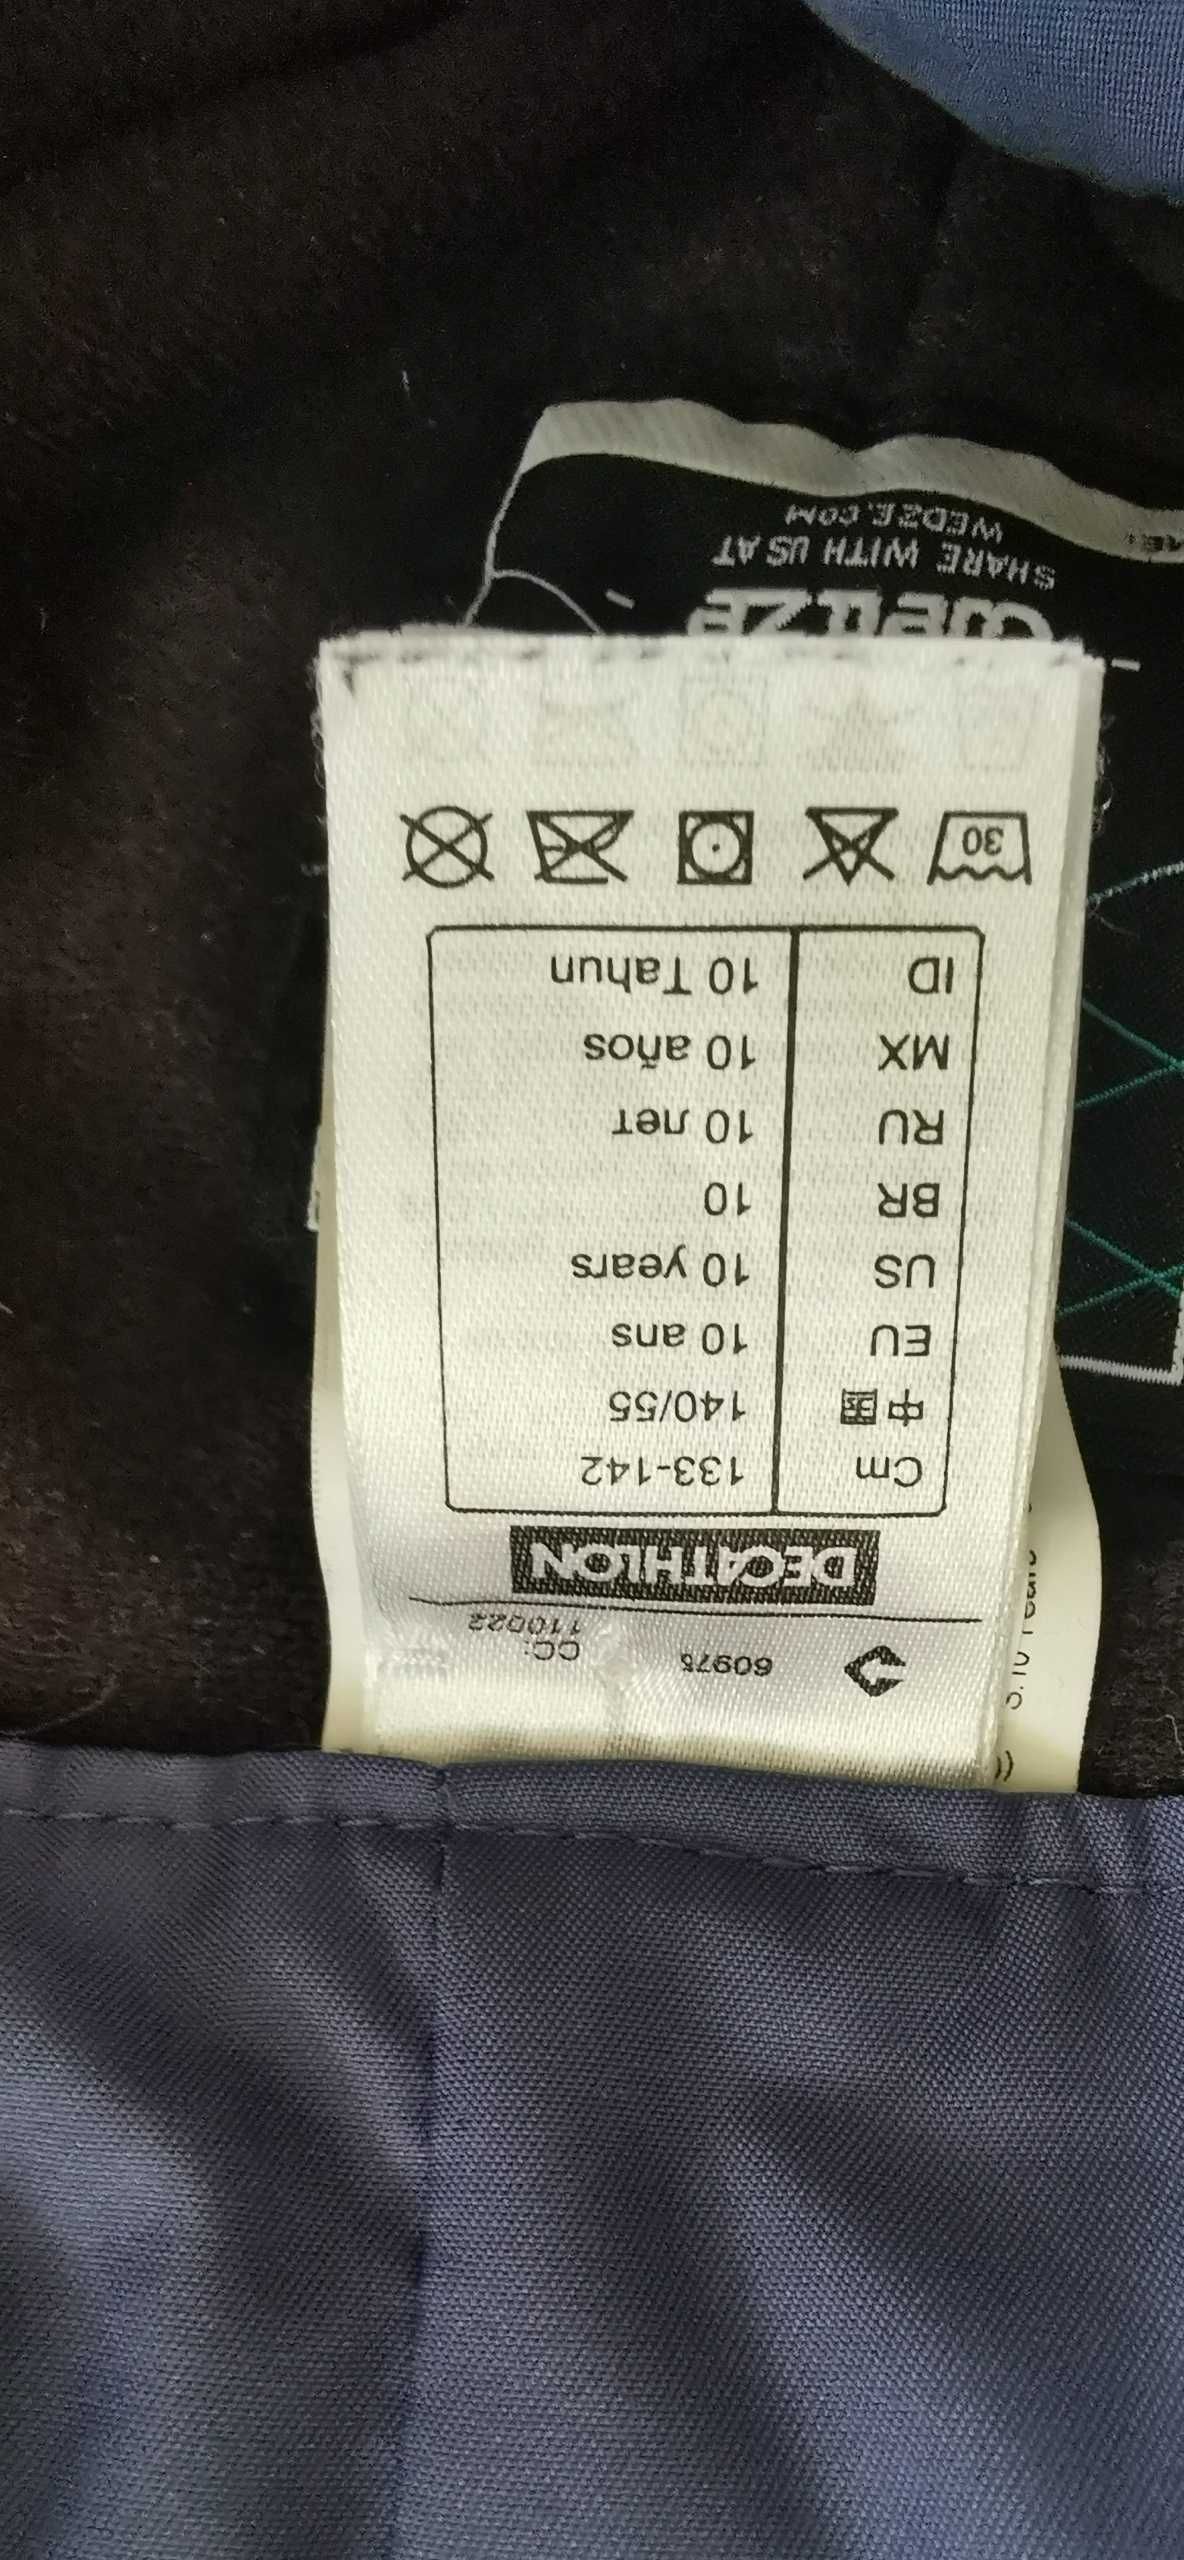 60975
CC:
110022
DECATHLON
Cm 133-142
中国 140/55
EU 10 ans
US 10 years
BR 10
RU 10 лет
MX 10 años
ID 10 Tahun
30
SHARE WITH US AT
WEDZE.COM